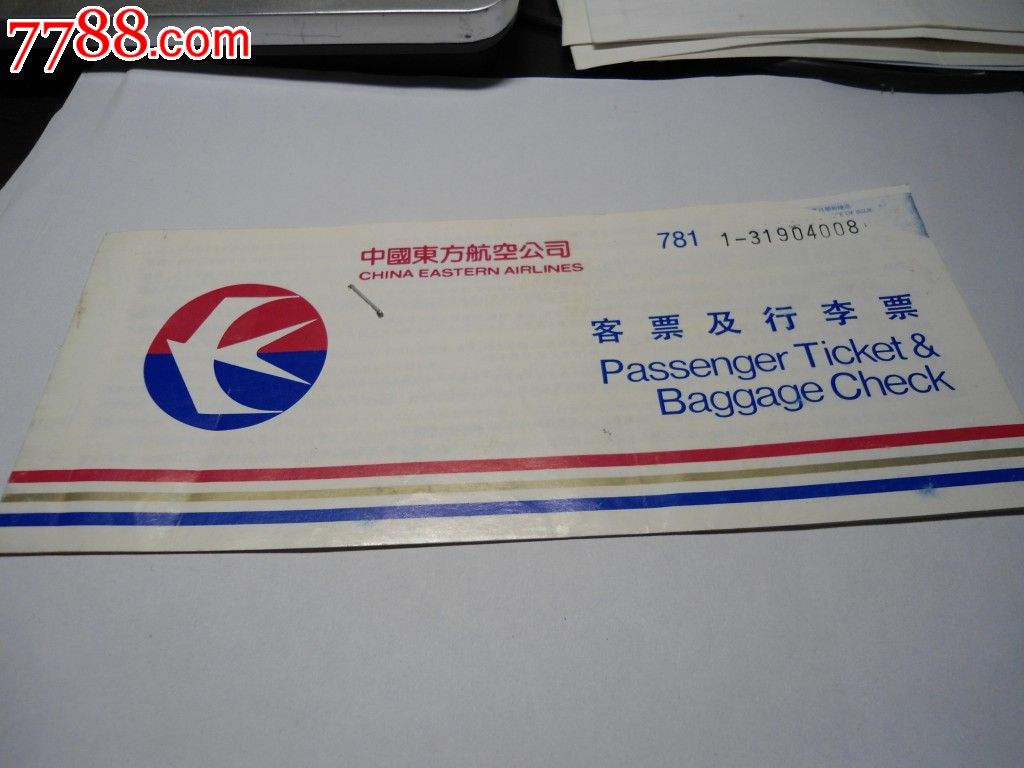 7788.com
中國東方航空公司
CHINA EASTERN AIRLINES
781 1-31904008
客票及行李票
Passenger Ticket &
Baggage Check